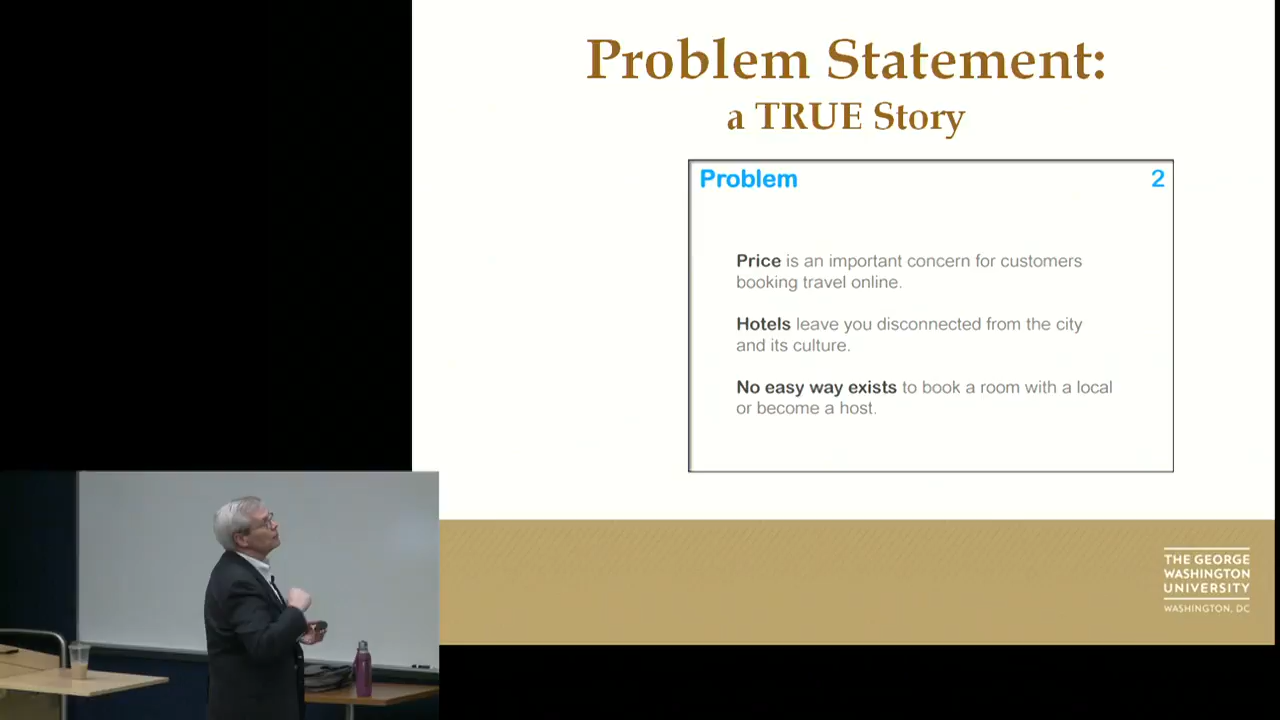 Problem Statement:
a TRUE Story
Problem 2
Price is an important concern for customers
booking travel online.
Hotels leave you disconnected from the city
and its culture.
No easy way exists to book a room with a local
or become a host.
THE GEORGE
WASHINGTON
UNIVERSITY
WASHINGTON, DC